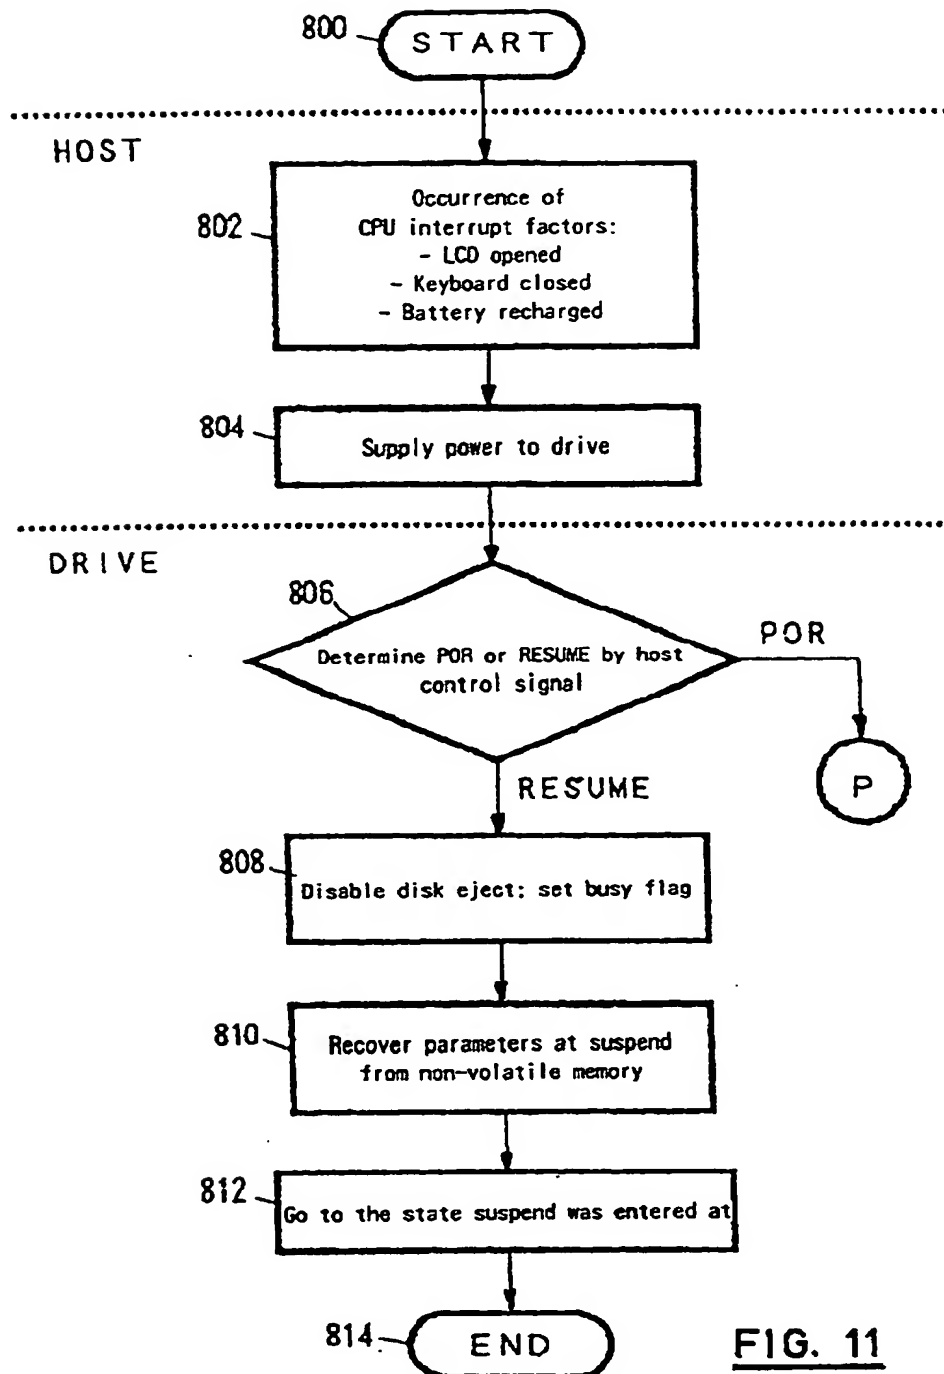 800
START
HOST
802
Occurrence of
CPU interrupt factors:
- LCD opened
- Keyboard closed
- Battery recharged
804
Supply power to drive
DRIVE
806
Determine POR or RESUME by host
control signal
POR
P
RESUME
808
Disable disk eject; set busy flag
810
Recover parameters at suspend
from non-volatile memory
812
Go to the state suspend was entered at
814
END
FIG. 11